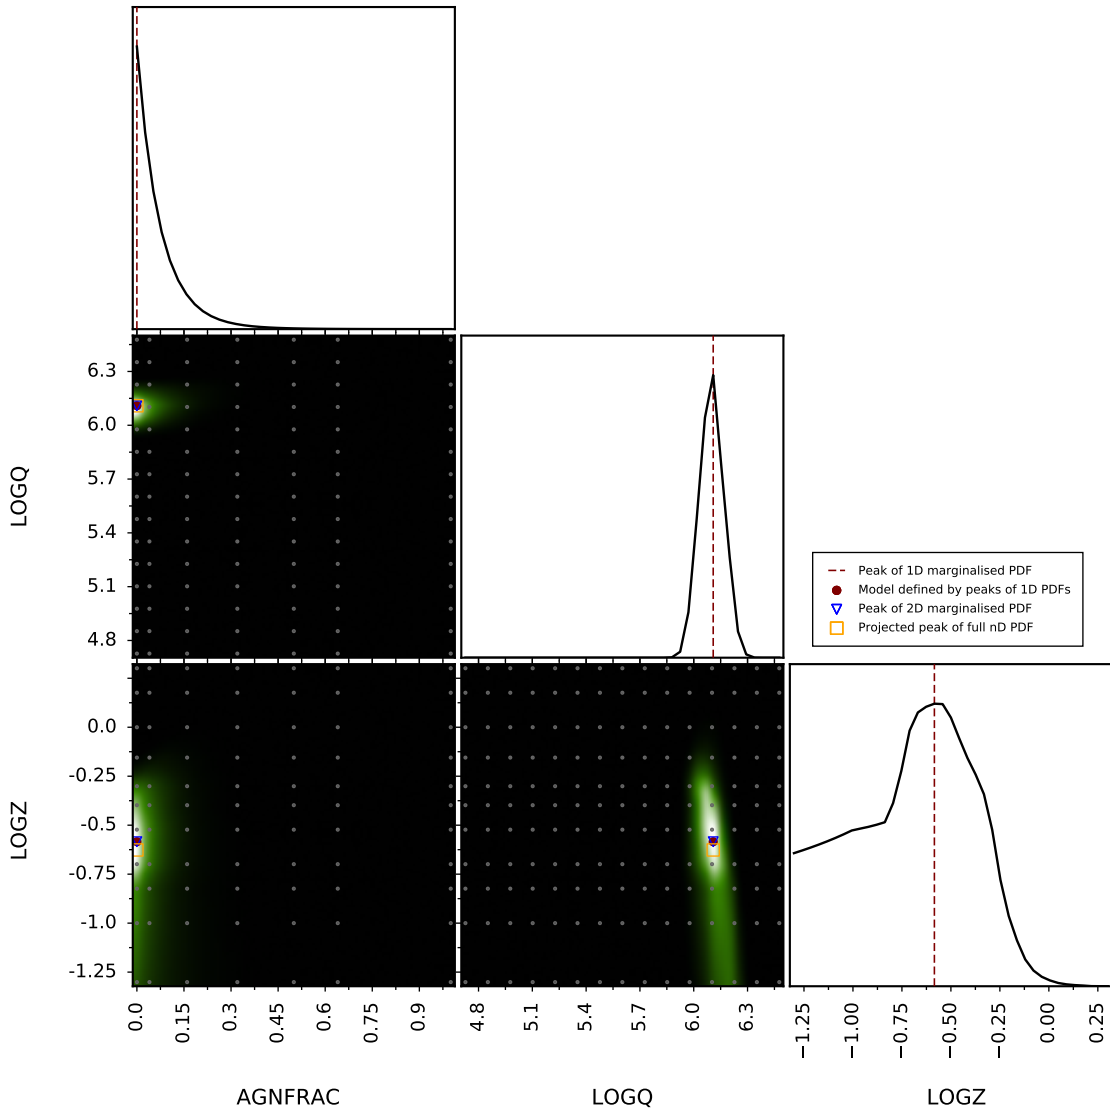 6.3
6.0
5.7
5.4
5.1
4.8
LOGQ
Peak of 1D marginalised PDF
Model defined by peaks of 1D PDFs
Peak of 2D marginalised PDF
Projected peak of full nD PDF
0.0
-0.25
-0.5
-0.75
-1.0
-1.25
LOGZ
0.0 0.15 0.3 0.45 0.6 0.75 0.9
4.8 5.1 5.4 5.7 6.0 6.3
−1.25 −1.00 −0.75 −0.50 −0.25 0.00 0.25
AGNFRAC
LOGQ
LOGZ